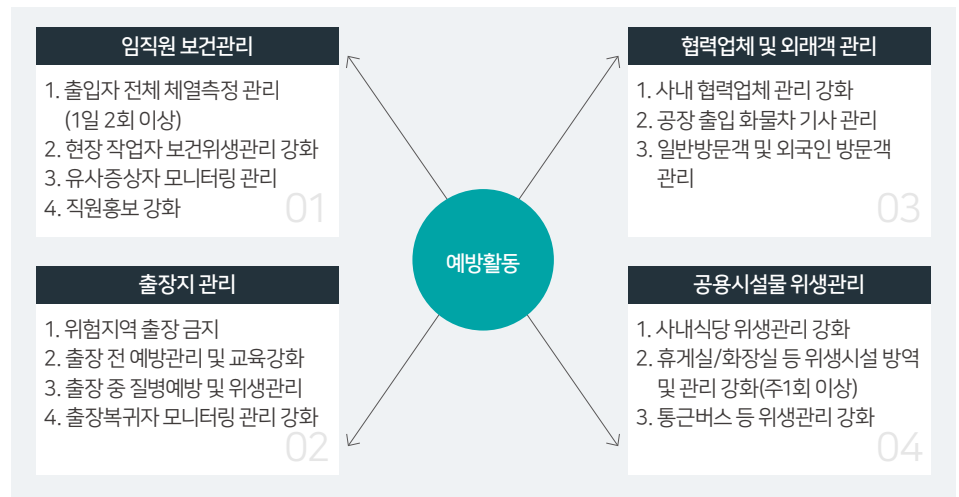 임직원 보건관리
1. 출입자 전체 체열측정 관리
(1일 2회 이상)
2. 현장 작업자 보건위생관리 강화
3. 유사증상자 모니터링 관리
4. 직원홍보 강화
01
출장지 관리
1. 위험지역 출장 금지
2. 출장 전 예방관리 및 교육강화
3. 출장 중 질병예방 및 위생관리
4. 출장복귀자 모니터링 관리 강화
02
예방활동
협력업체 및 외래객 관리
1. 사내 협력업체 관리 강화
2. 공장 출입 화물차 기사 관리
3. 일반방문객 및 외국인 방문객
관리
03
공용시설물 위생관리
1. 사내식당 위생관리 강화
2. 휴게실/화장실 등 위생시설 방역
및 관리 강화(주1회 이상)
3. 통근버스 등 위생관리 강화
04